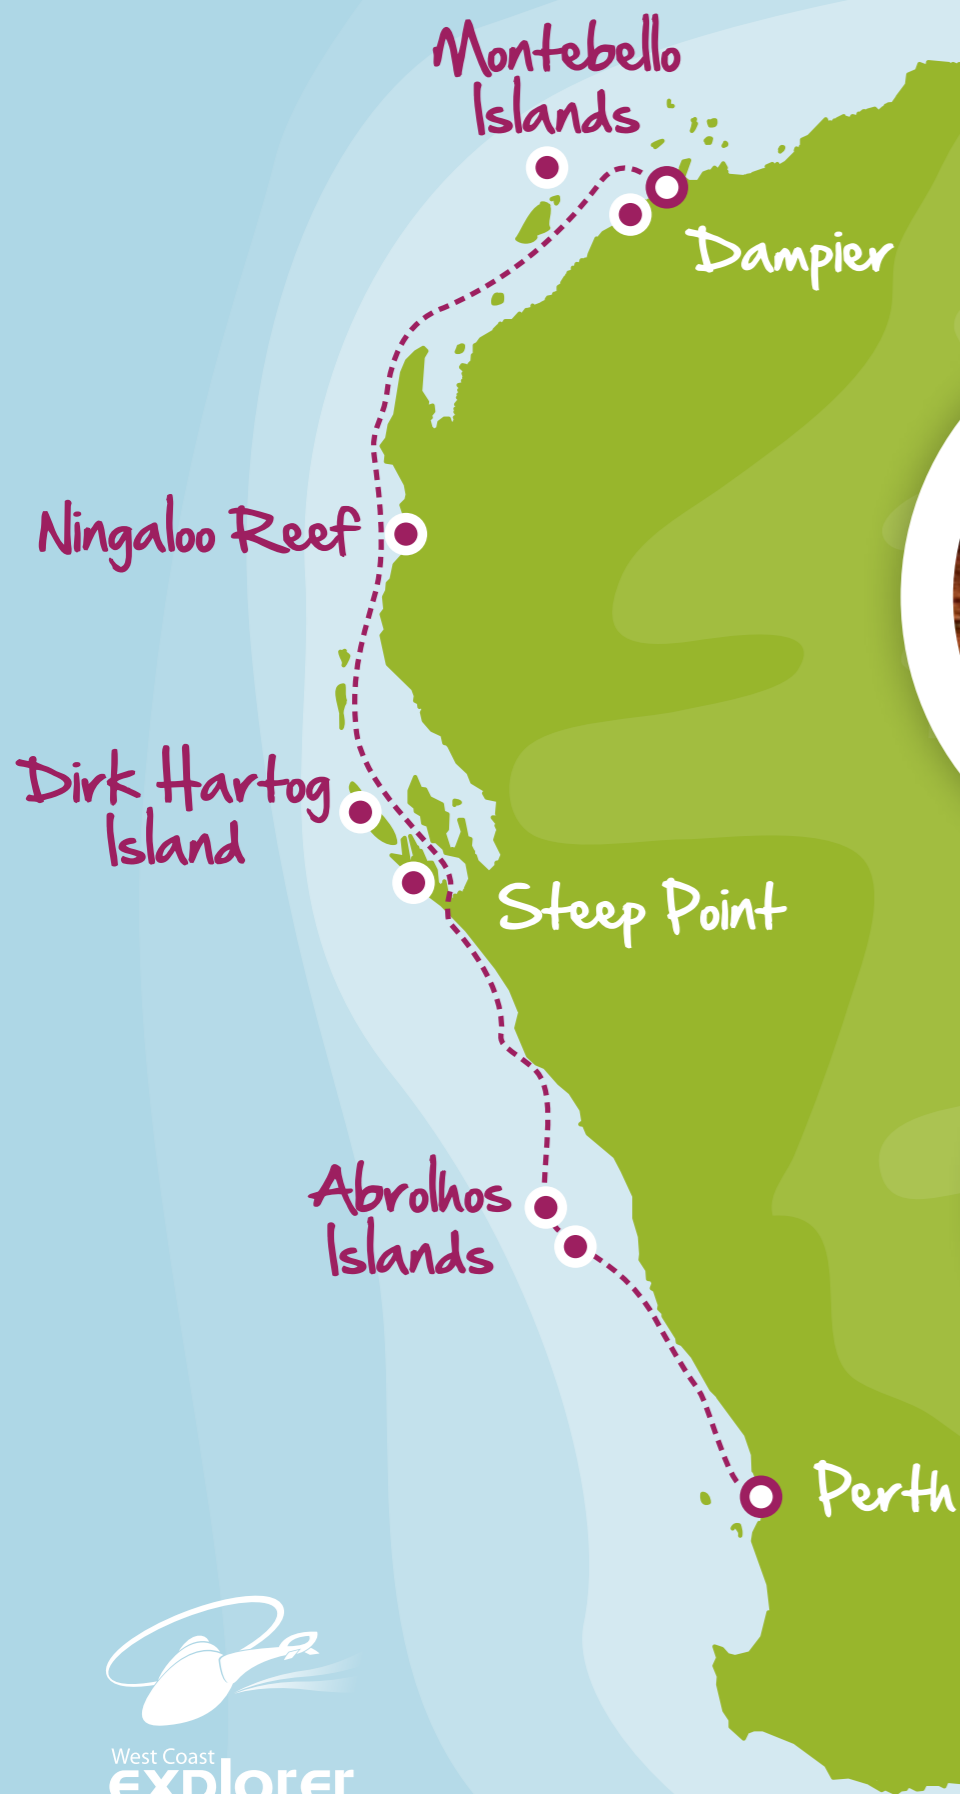 Montebello
Islands
Dampier
Ningaloo Reef
Dirk Hartog
Island
Steep Point
Abrolhos
Islands
Perth
West Coast
explorer